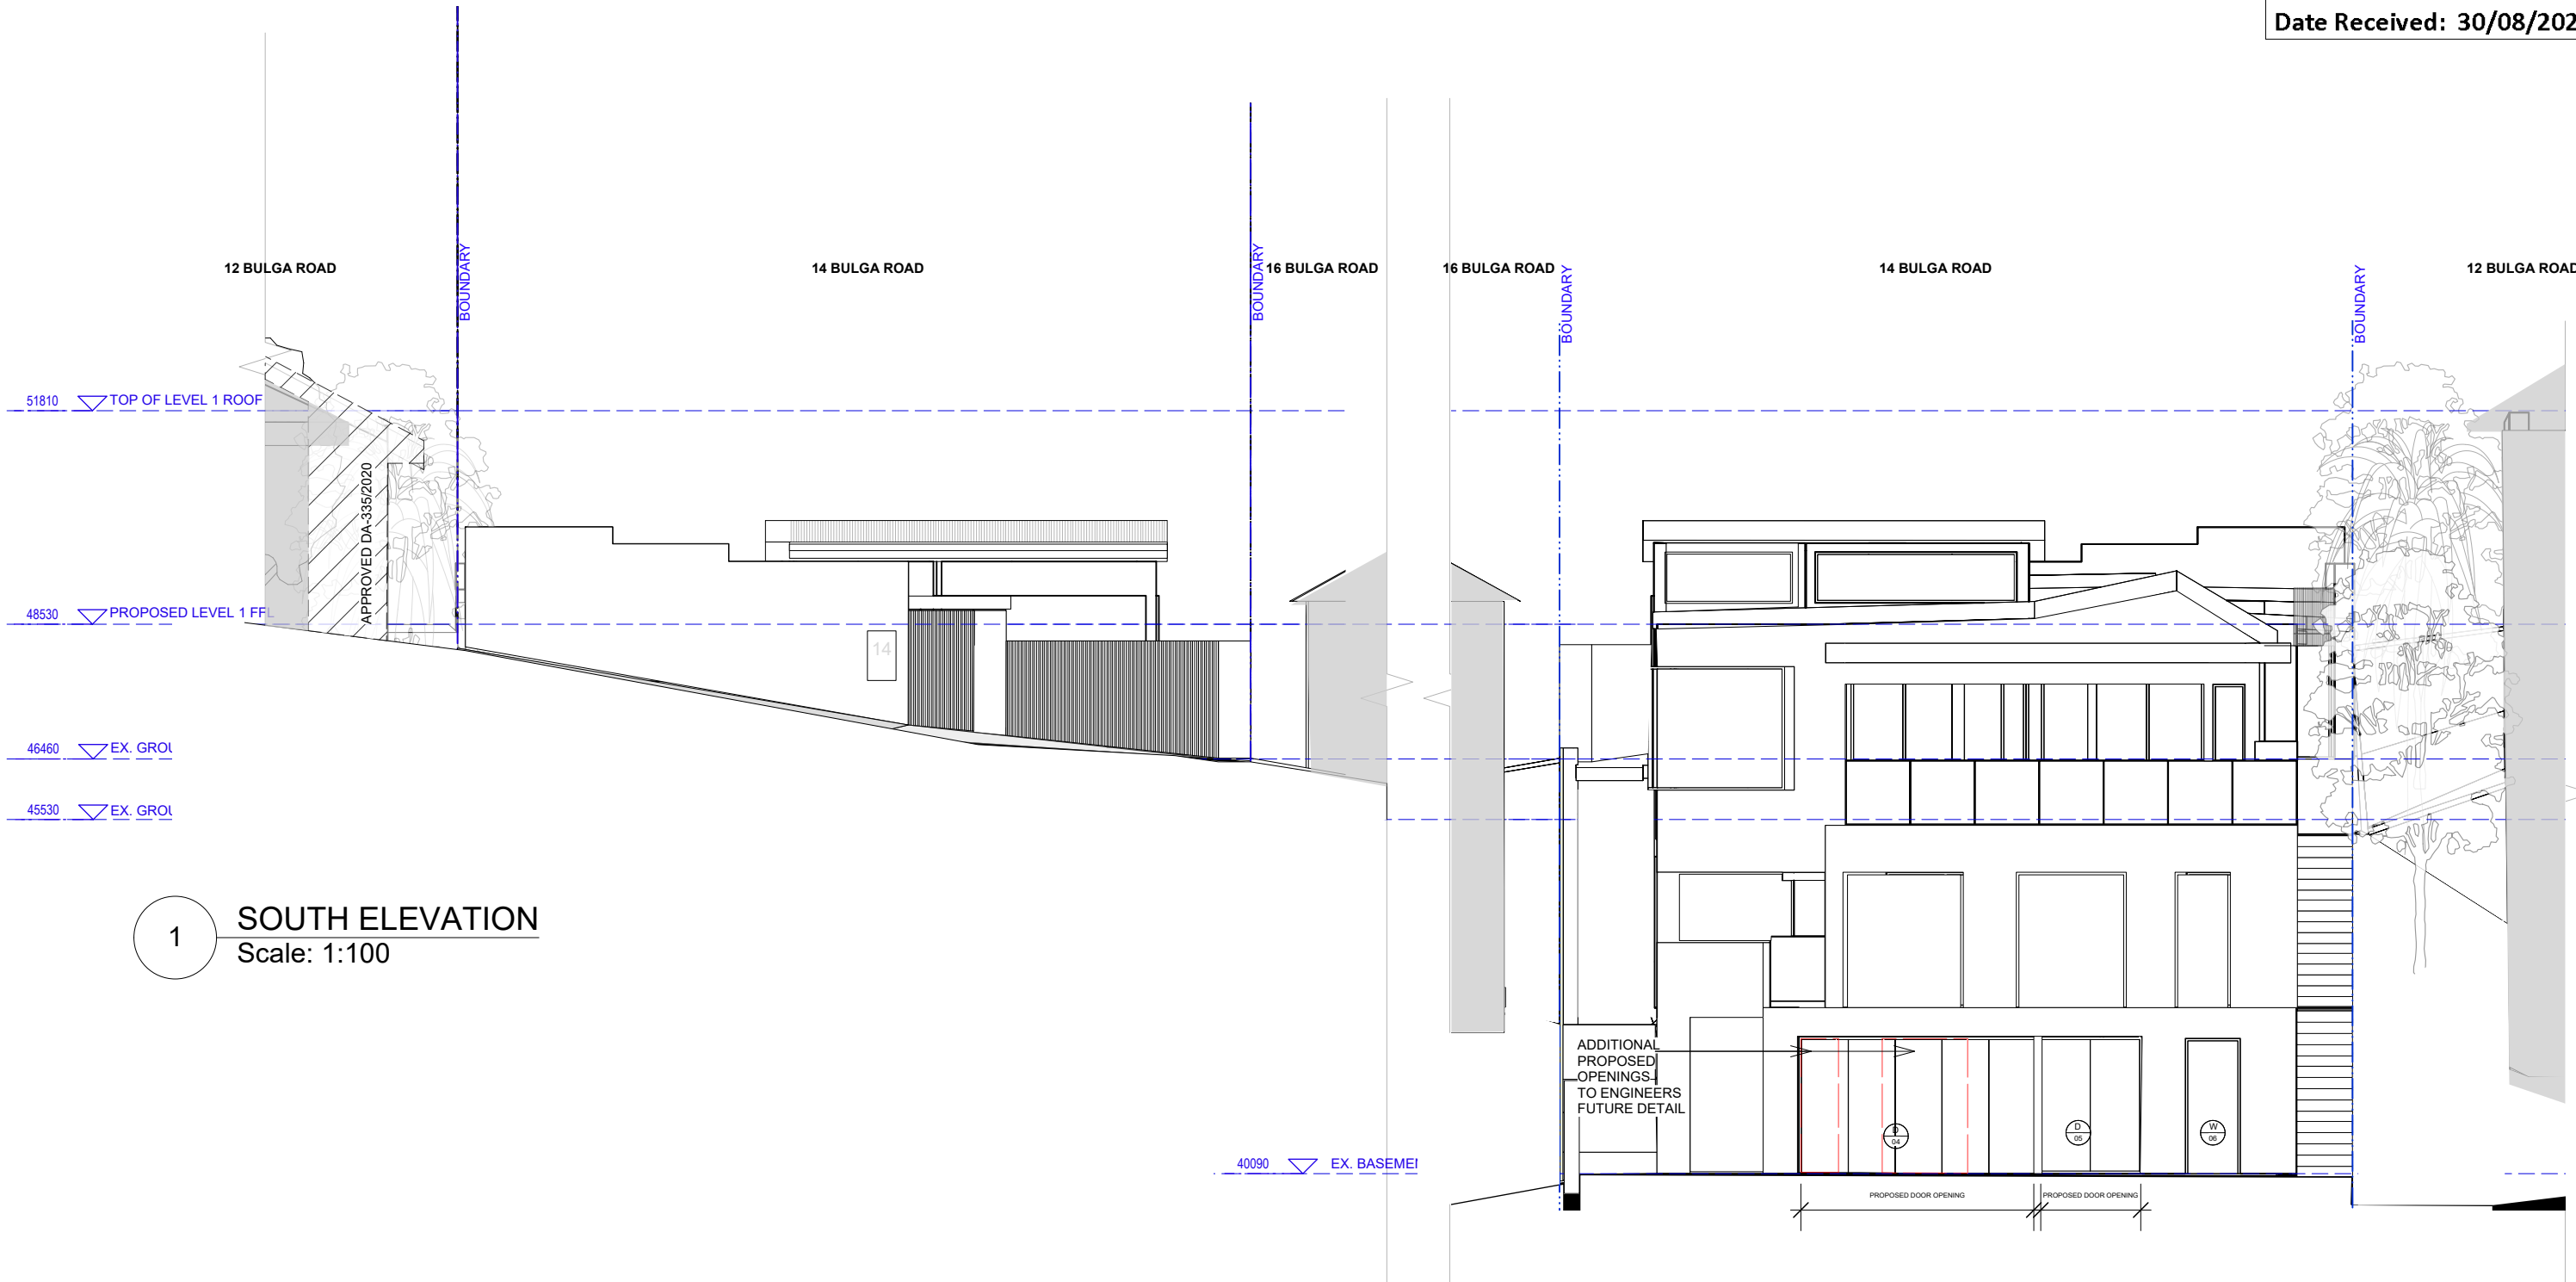 Date Received: 30/08/202
12 BULGA ROAD
BOUNDARY
14 BULGA ROAD
BOUNDARY
16 BULGA ROAD
16 BULGA ROAD
BOUNDARY
14 BULGA ROAD
BOUNDARY
12 BULGA ROAD
51810 TOP OF LEVEL 1 ROOF
APPROVED DA-335/2020
48530 PROPOSED LEVEL 1 FFL
14
46460 EX. GROU
45530 EX. GROU
1
SOUTH ELEVATION
Scale: 1:100
ADDITIONAL
PROPOSED
OPENINGS
TO ENGINEERS
FUTURE DETAIL
D
04
D
05
W
06
40090 EX. BASEMEN
PROPOSED DOOR OPENING
PROPOSED DOOR OPENING